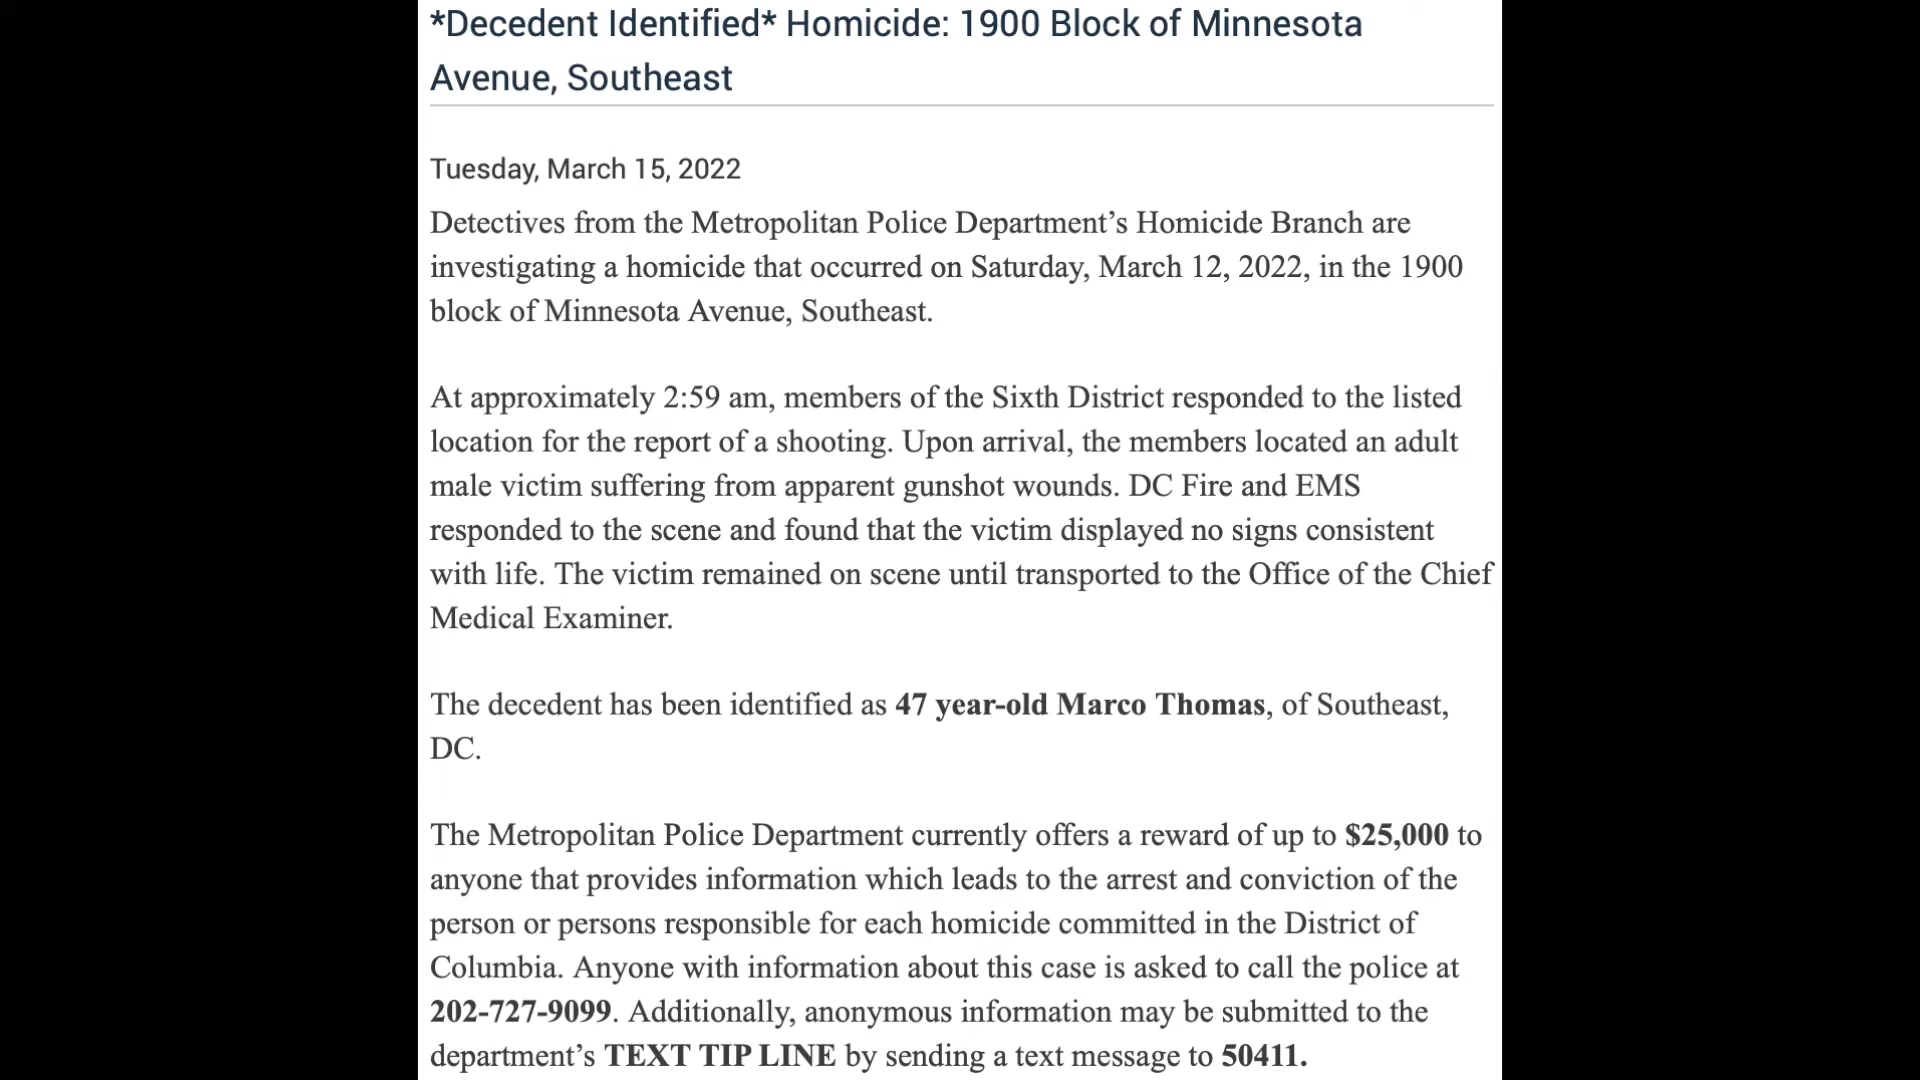 *Decedent Identified* Homicide: 1900 Block of Minnesota
Avenue, Southeast
Tuesday, March 15, 2022
Detectives from the Metropolitan Police Department’s Homicide Branch are
investigating a homicide that occurred on Saturday, March 12, 2022, in the 1900
block of Minnesota Avenue, Southeast.
At approximately 2:59 am, members of the Sixth District responded to the listed
location for the report of a shooting. Upon arrival, the members located an adult
male victim suffering from apparent gunshot wounds. DC Fire and EMS
responded to the scene and found that the victim displayed no signs consistent
with life. The victim remained on scene until transported to the Office of the Chief
Medical Examiner.
The decedent has been identified as 47 year-old Marco Thomas, of Southeast,
DC.
The Metropolitan Police Department currently offers a reward of up to $25,000 to
anyone that provides information which leads to the arrest and conviction of the
person or persons responsible for each homicide committed in the District of
Columbia. Anyone with information about this case is asked to call the police at
202-727-9099. Additionally, anonymous information may be submitted to the
department’s TEXT TIP LINE by sending a text message to 50411.